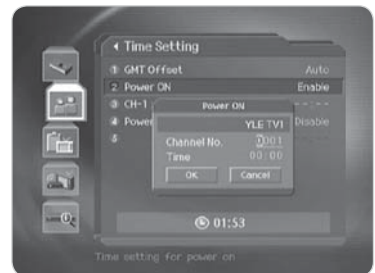 Time Setting
① GMT Offset Auto
② Power ON Enable
③ CH-1 --:--
④ Power Disable
⑤
Power ON
YLE TV1
Channel No. 0001
Time 00:00
OK Cancel
01:53
Time setting for power on